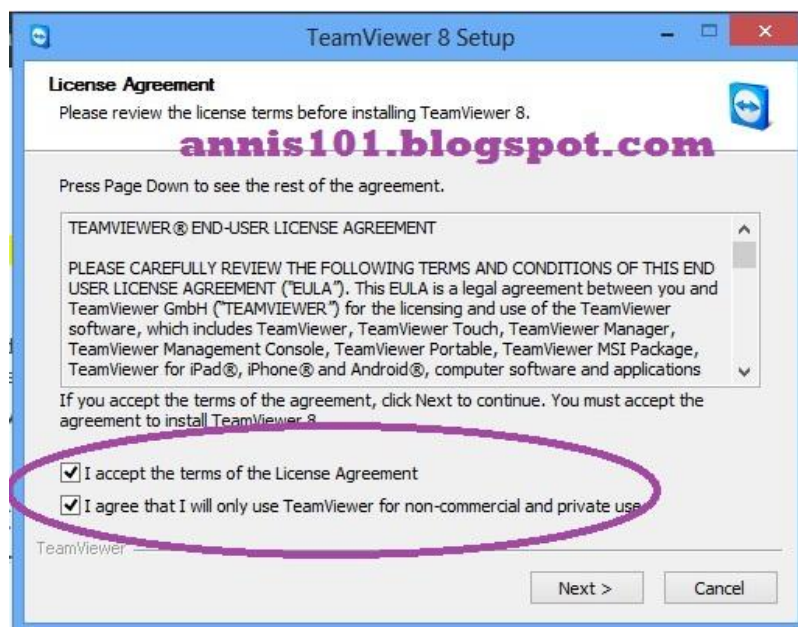 TeamViewer 8 Setup
License Agreement
Please review the license terms before installing TeamViewer 8.
annis101.blogspot.com
Press Page Down to see the rest of the agreement.
TEAMVIEWER® END-USER LICENSE AGREEMENT
PLEASE CAREFULLY REVIEW THE FOLLOWING TERMS AND CONDITIONS OF THIS END
USER LICENSE AGREEMENT ("EULA"). This EULA is a legal agreement between you and
TeamViewer GmbH ("TEAMVIEWER") for the licensing and use of the TeamViewer
software, which includes TeamViewer, TeamViewer Touch, TeamViewer Manager,
TeamViewer Management Console, TeamViewer Portable, TeamViewer MSI Package,
TeamViewer for iPad®, iPhone® and Android®, computer software and applications
If you accept the terms of the agreement, click Next to continue. You must accept the
agreement to install TeamViewer 8.
I accept the terms of the License Agreement
I agree that I will only use TeamViewer for non-commercial and private use
TeamViewer
Next >
Cancel